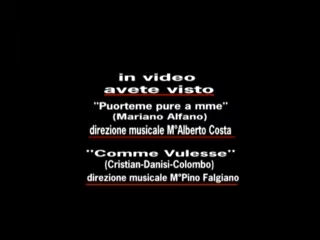 in video
avete visto
"Puorteme pure a mme"
(Mariano Alfano)
direzione musicale M°Alberto Costa
"Comme Vulesse"
(Cristian-Danisi-Colombo)
direzione musicale M°Pino Falgiano